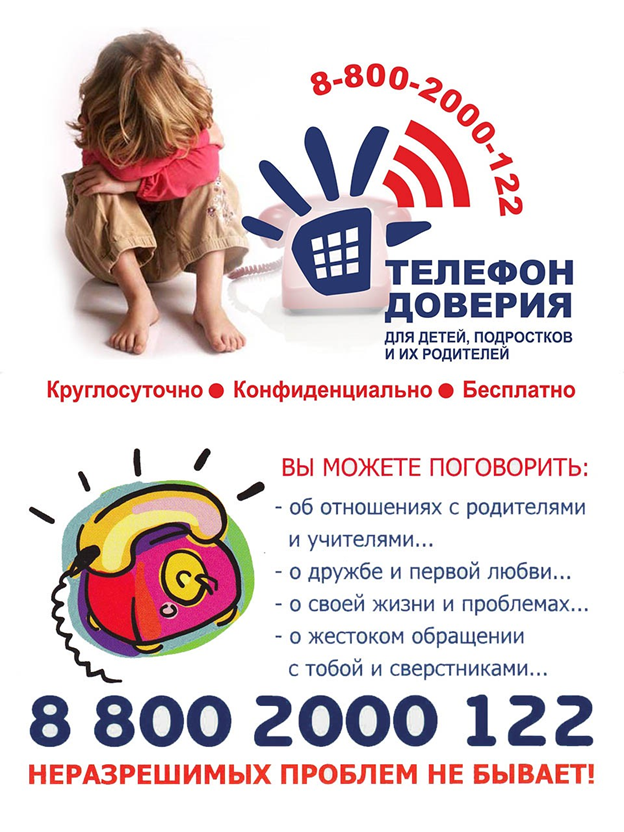 8-800-2000-122
ТЕЛЕФОН
ДОВЕРИЯ
ДЛЯ ДЕТЕЙ, ПОДРОСТКОВ
И ИХ РОДИТЕЛЕЙ
Круглосуточно ● Конфиденциально ● Бесплатно
ВЫ МОЖЕТЕ ПОГОВОРИТЬ:
- об отношениях с родителями
и учителями...
- о дружбе и первой любви...
- о своей жизни и проблемах...
- о жестоком обращении
с тобой и сверстниками...
8 800 2000 122
НЕРАЗРЕШИМЫХ ПРОБЛЕМ НЕ БЫВАЕТ!